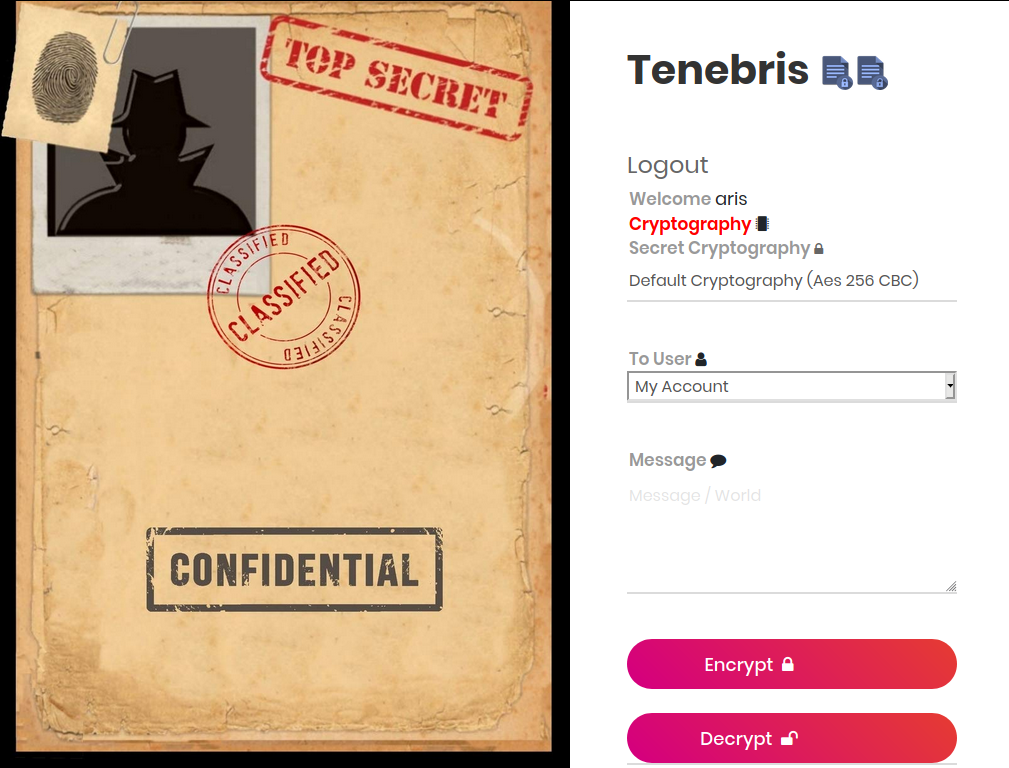 TOP SECRET
CLASSIFIED
CLASSIFIED
CLASSIFIED
CLASSIFIED
CONFIDENTIAL
Tenebris
Logout
Welcome aris
Cryptography
Secret Cryptography
Default Cryptography (Aes 256 CBC)
To User
My Account
Message
Message / World
Encrypt
Decrypt